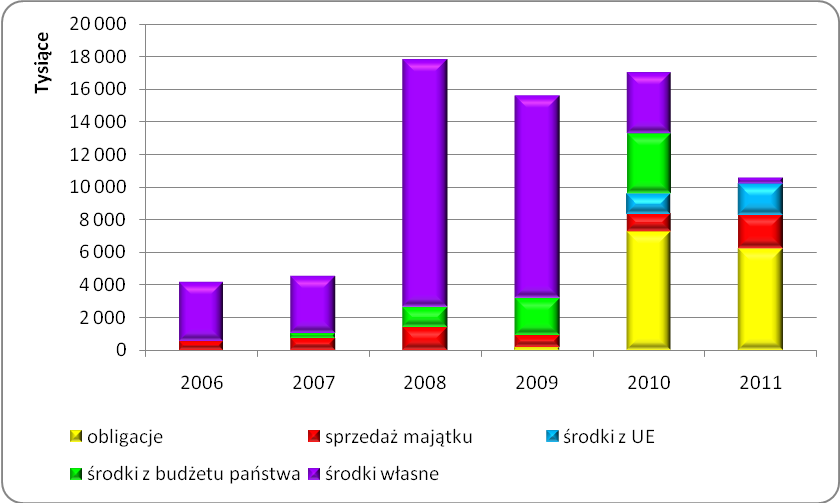 Tysiące
20 000
18 000
16 000
14 000
12 000
10 000
8 000
6 000
4 000
2 000
0
2006 2007 2008 2009 2010 2011
obligacje sprzedaż majątku środki z UE
środki z budżetu państwa środki własne